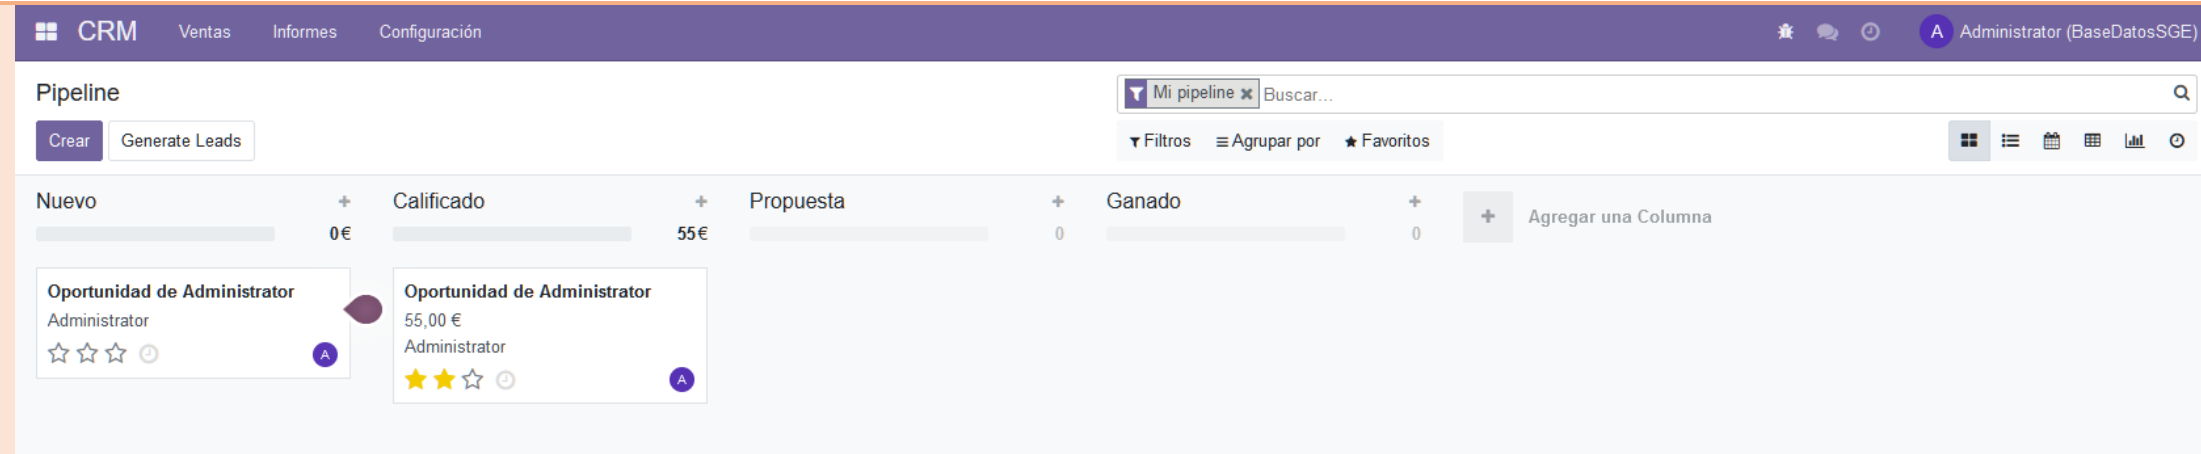 CRM Ventas Informes Configuración A Administrator (BaseDatosSGE)
Pipeline
Mi pipeline Buscar...
Crear Generate Leads
Filtros Agrupar por Favoritos
Nuevo
0€
Calificado
55€
Propuesta
0
Ganado
0
Agregar una Columna
Oportunidad de Administrator
Administrator
A
Oportunidad de Administrator
55,00 €
Administrator
A